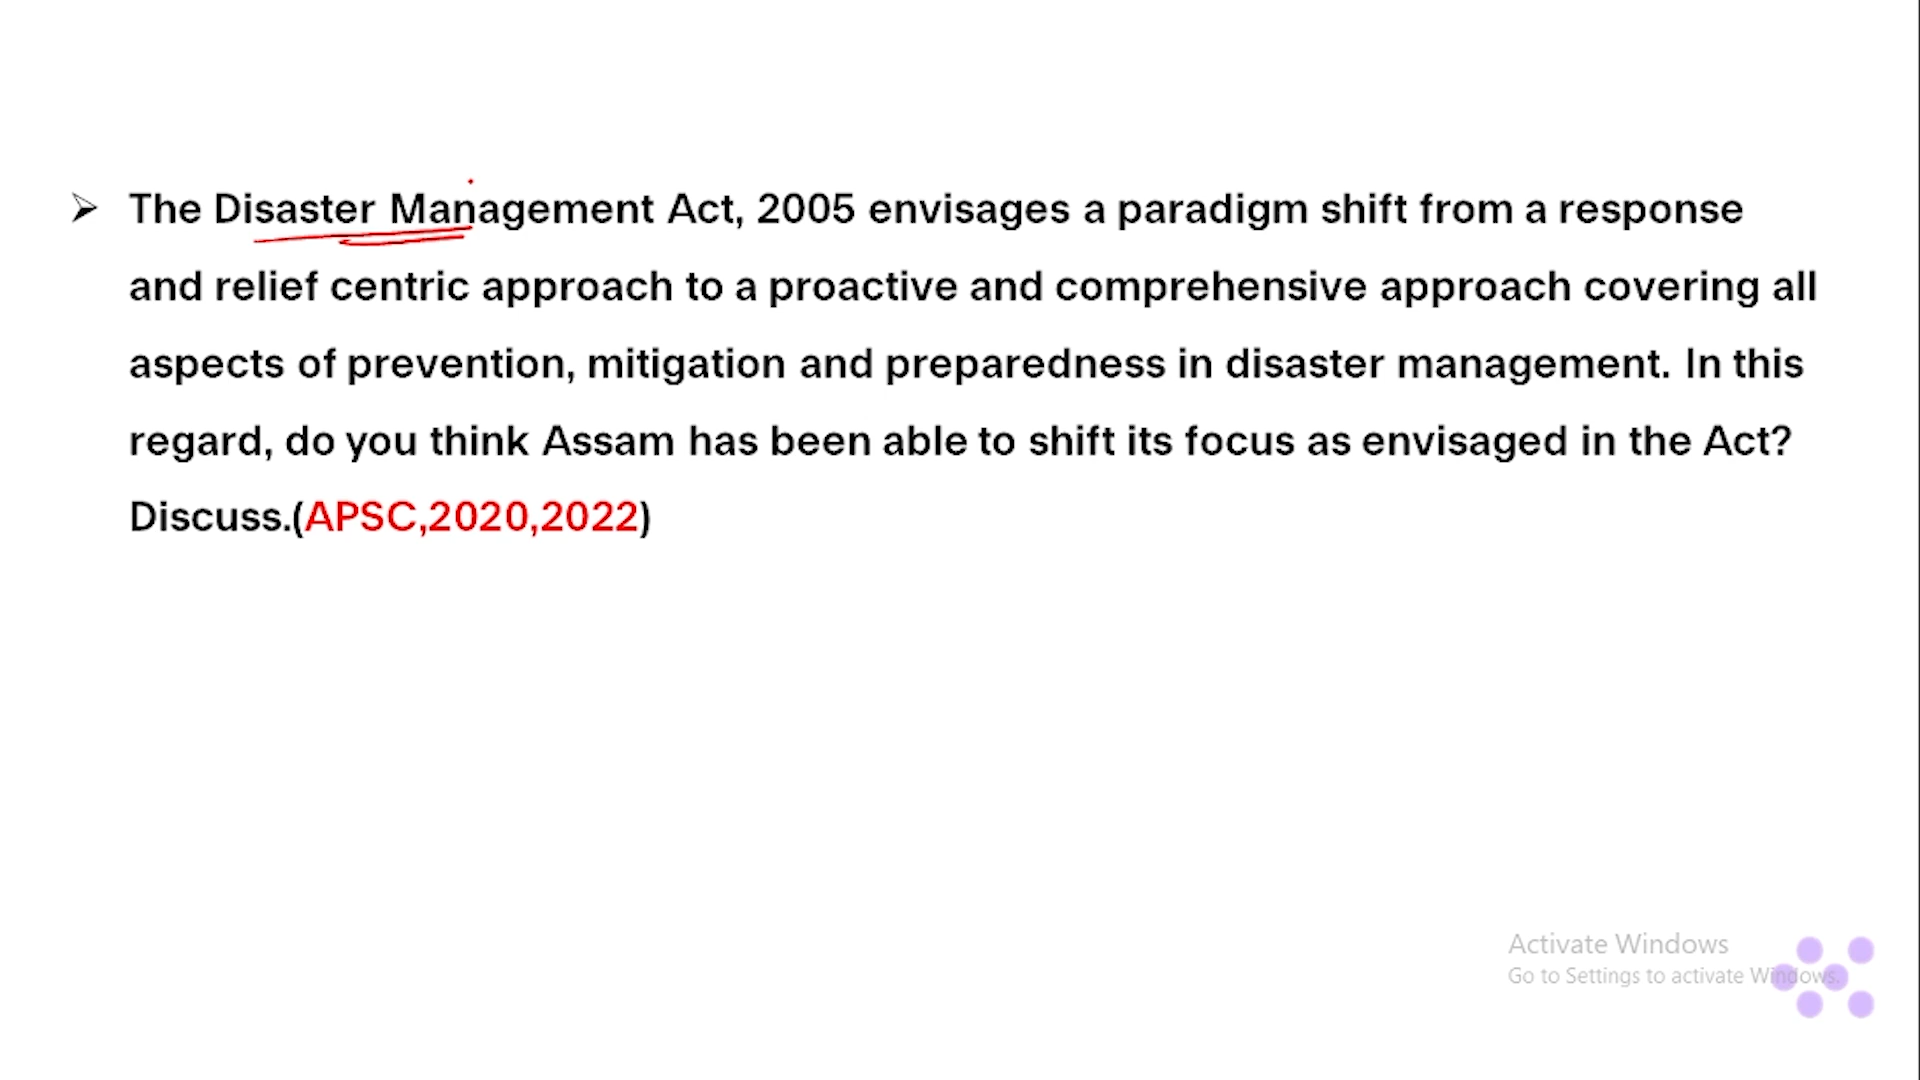 ➢ The Disaster Management Act, 2005 envisages a paradigm shift from a response
and relief centric approach to a proactive and comprehensive approach covering all
aspects of prevention, mitigation and preparedness in disaster management. In this
regard, do you think Assam has been able to shift its focus as envisaged in the Act?
Discuss.(APSC,2020,2022)
Activate Windows
Go to Settings to activate Windows.